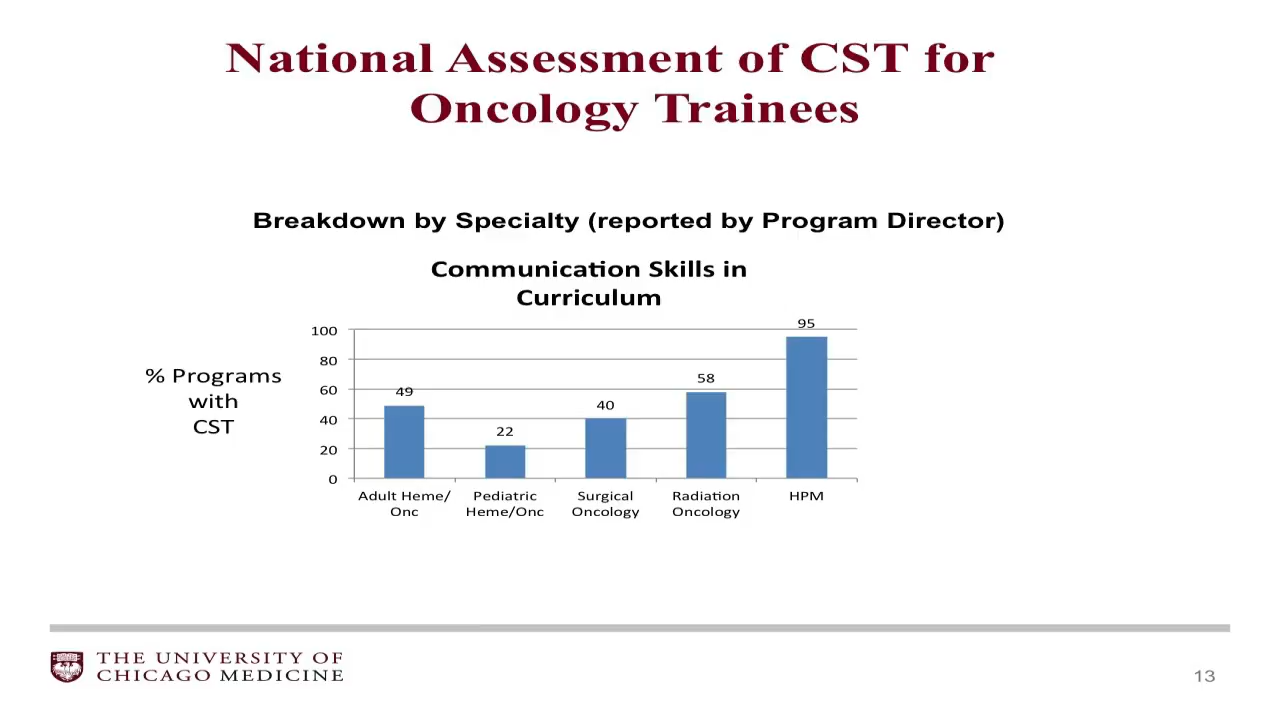 National Assessment of CST for
Oncology Trainees
Breakdown by Specialty (reported by Program Director)
Communication Skills in
Curriculum
% Programs
with
CST
100
80
60
40
20
0
49
22
40
58
95
Adult Heme/
Onc
Pediatric
Heme/Onc
Surgical
Oncology
Radiation
Oncology
HPM
THE UNIVERSITY OF
CHICAGO MEDICINE
13